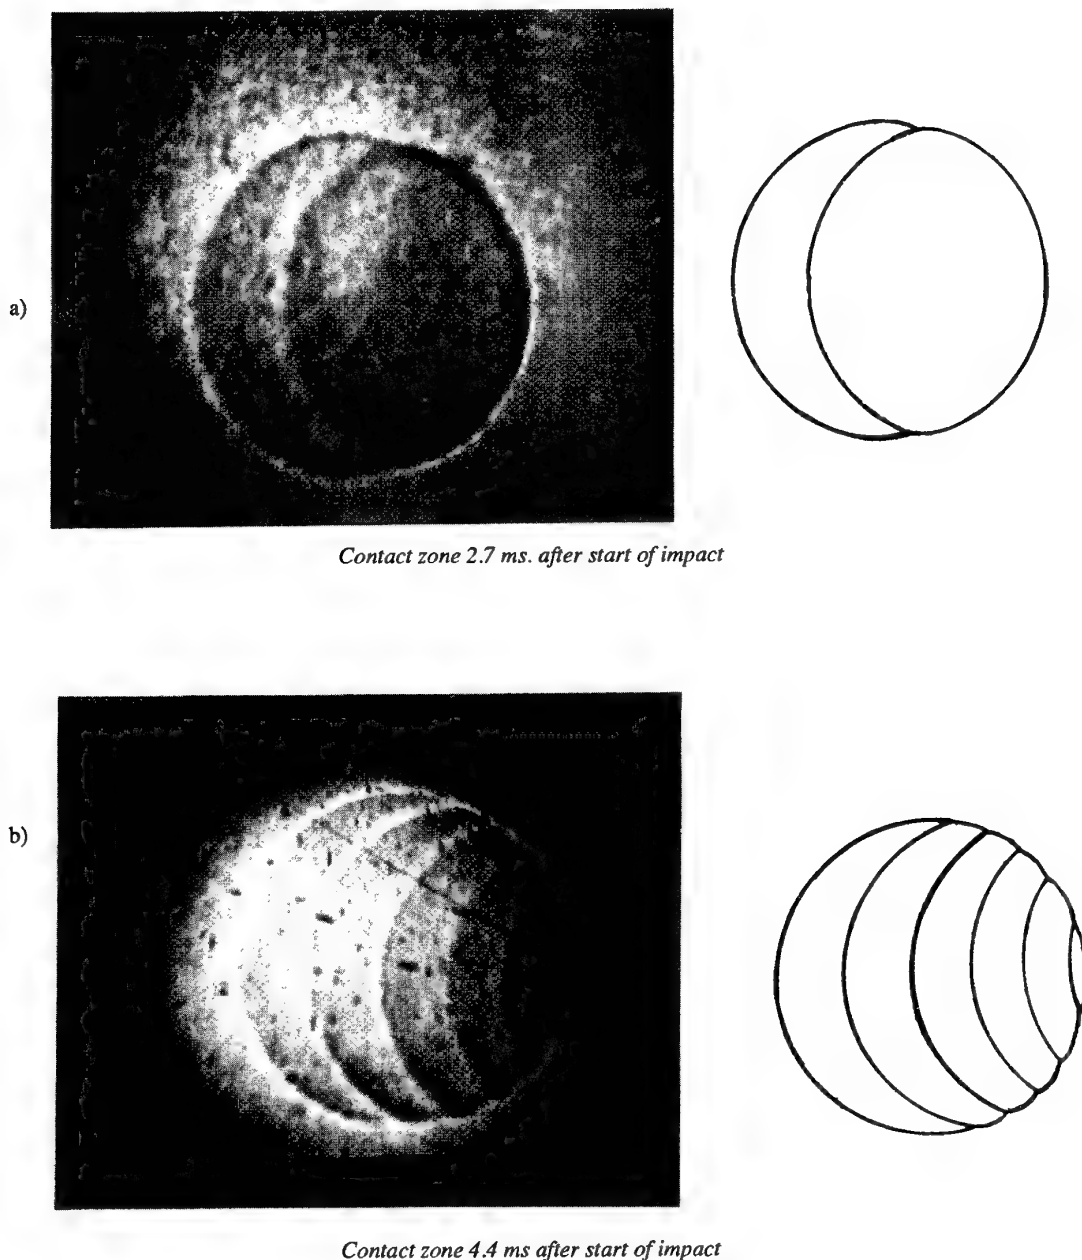 a)
Contact zone 2.7 ms. after start of impact
b)
Contact zone 4.4 ms after start of impact